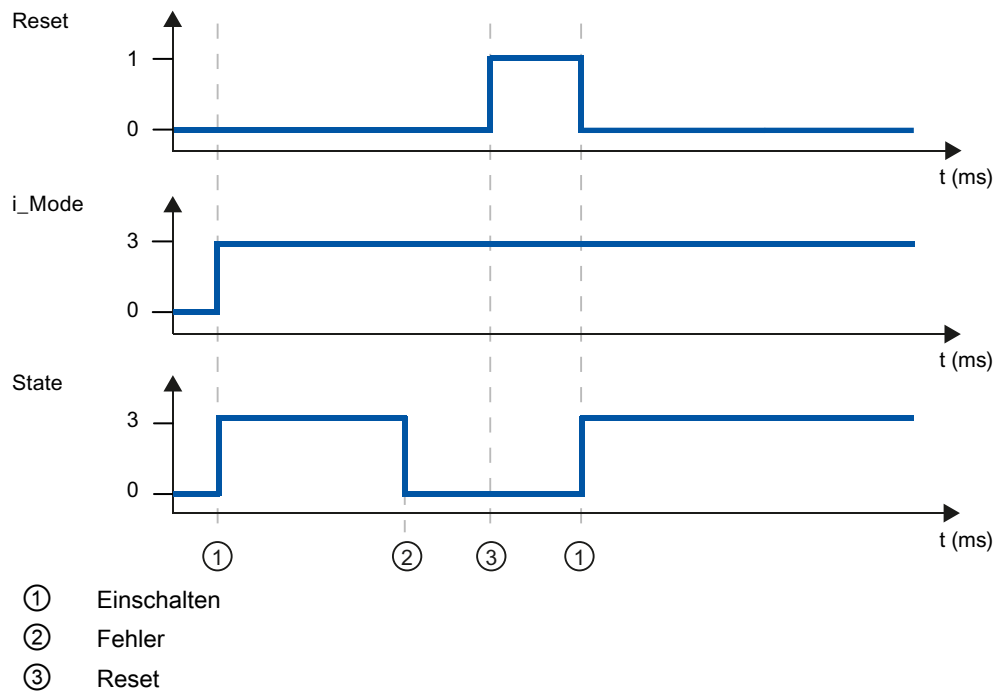 Reset
1
0
t (ms)
i_Mode
3
0
t (ms)
State
3
0
t (ms)
① ② ③ ①
① Einschalten
② Fehler
③ Reset